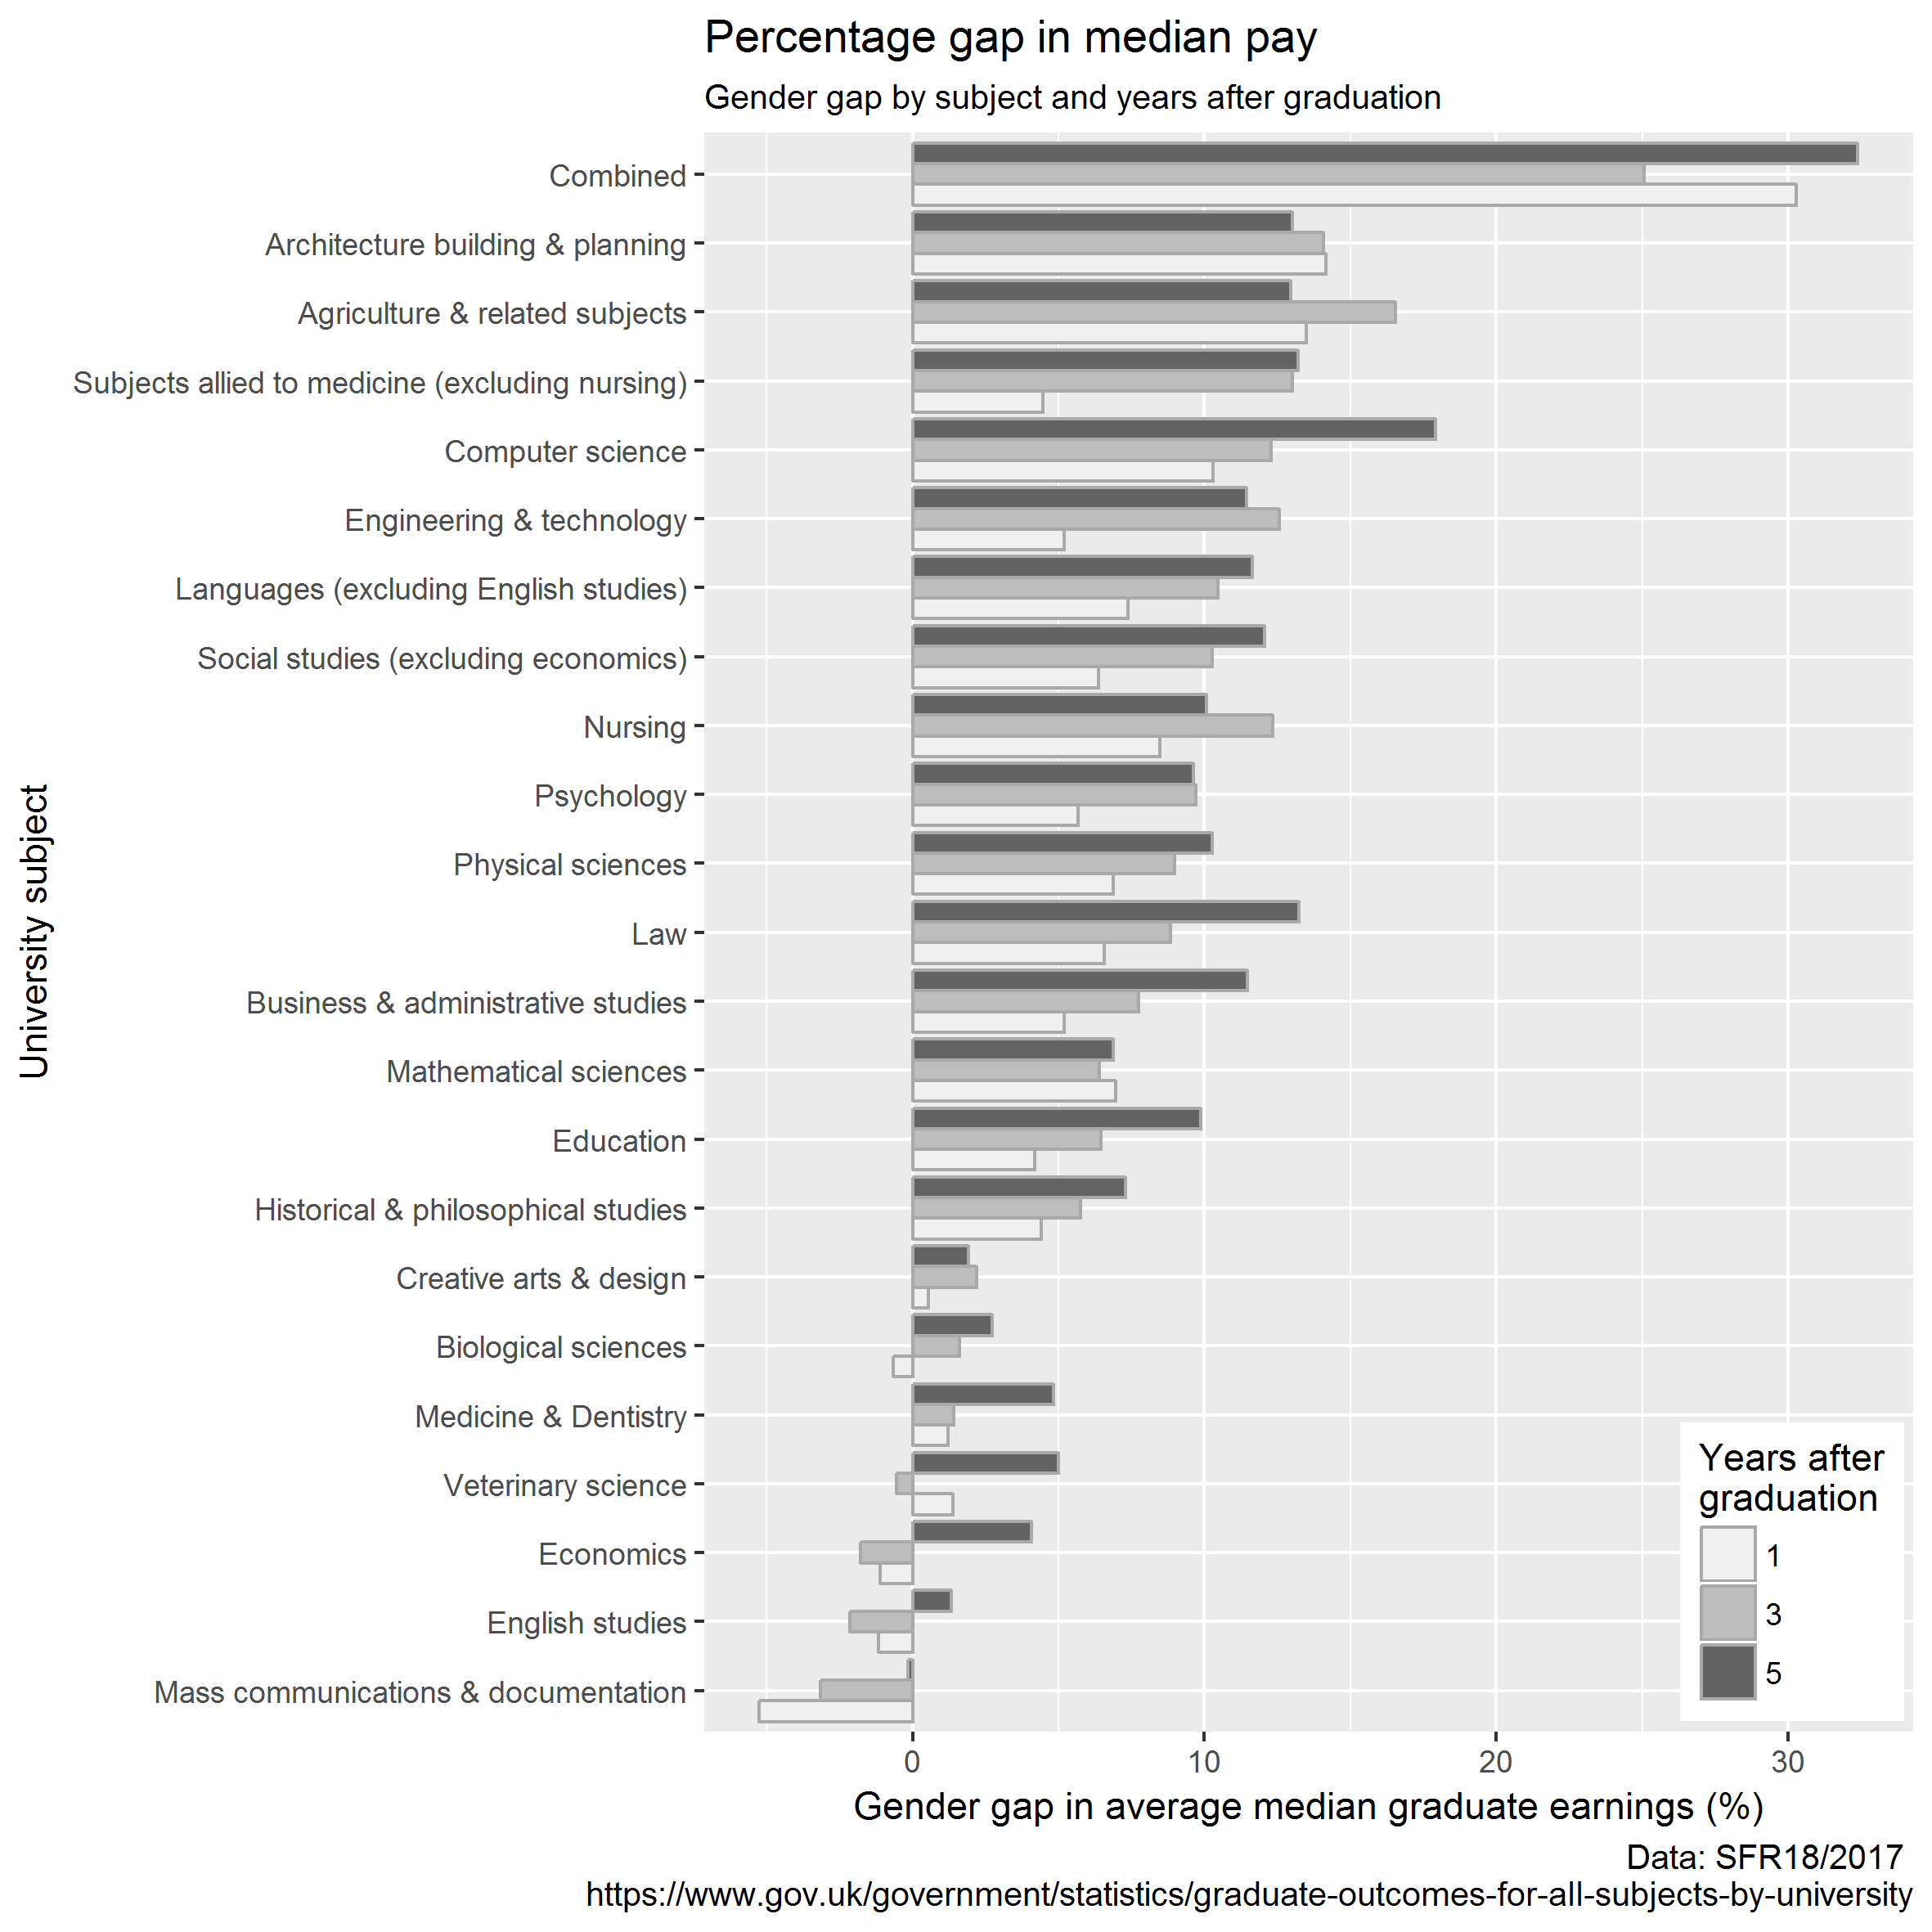 Percentage gap in median pay
Gender gap by subject and years after graduation
University subject
Combined
Architecture building & planning
Agriculture & related subjects
Subjects allied to medicine (excluding nursing)
Computer science
Engineering & technology
Languages (excluding English studies)
Social studies (excluding economics)
Nursing
Psychology
Physical sciences
Law
Business & administrative studies
Mathematical sciences
Education
Historical & philosophical studies
Creative arts & design
Biological sciences
Medicine & Dentistry
Veterinary science
Economics
English studies
Mass communications & documentation
Years after
graduation
1
3
5
0 10 20 30
Gender gap in average median graduate earnings (%)
Data: SFR18/2017
https://www.gov.uk/government/statistics/graduate-outcomes-for-all-subjects-by-university